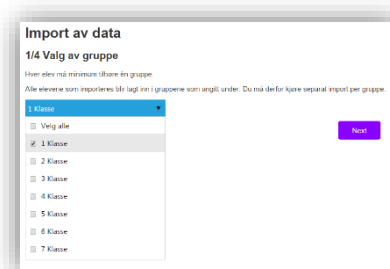 Import av data
1/4 Valg av gruppe
Hver elev må minimum tilhøre én gruppe.
Alle elevene som importeres blir lagt inn i gruppene som angitt under. Du må derfor kjøre separat import per gruppe.
1 Klasse
Velg alle
1 Klasse
Next
2 Klasse
3 Klasse
4 Klasse
5 Klasse
6 Klasse
7 Klasse